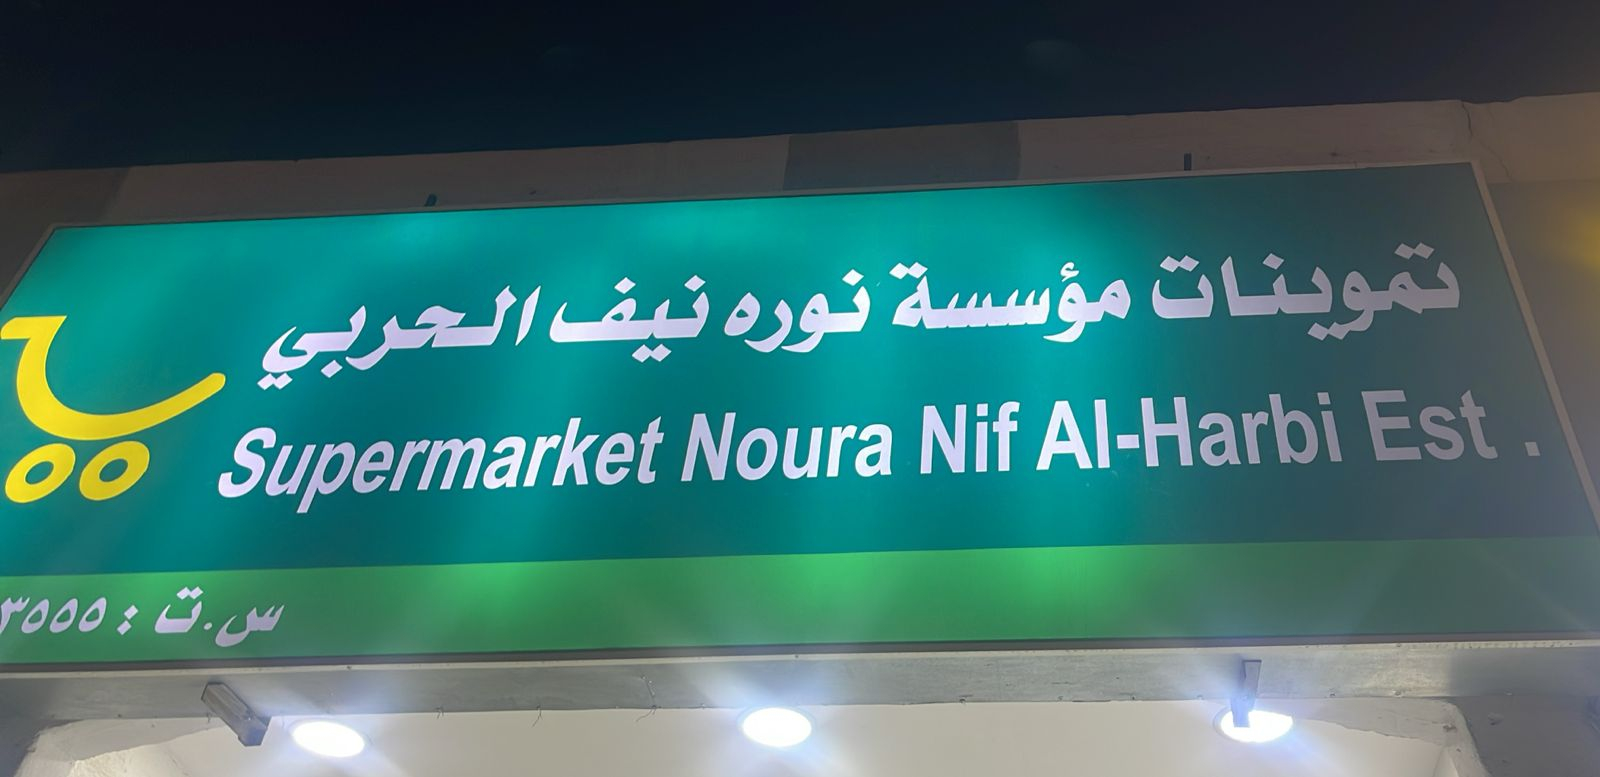 تموينات مؤسسة نوره نيف الحربي
Supermarket Noura Nif Al-Harbi Est .
س.ت : ٣٥٥٥